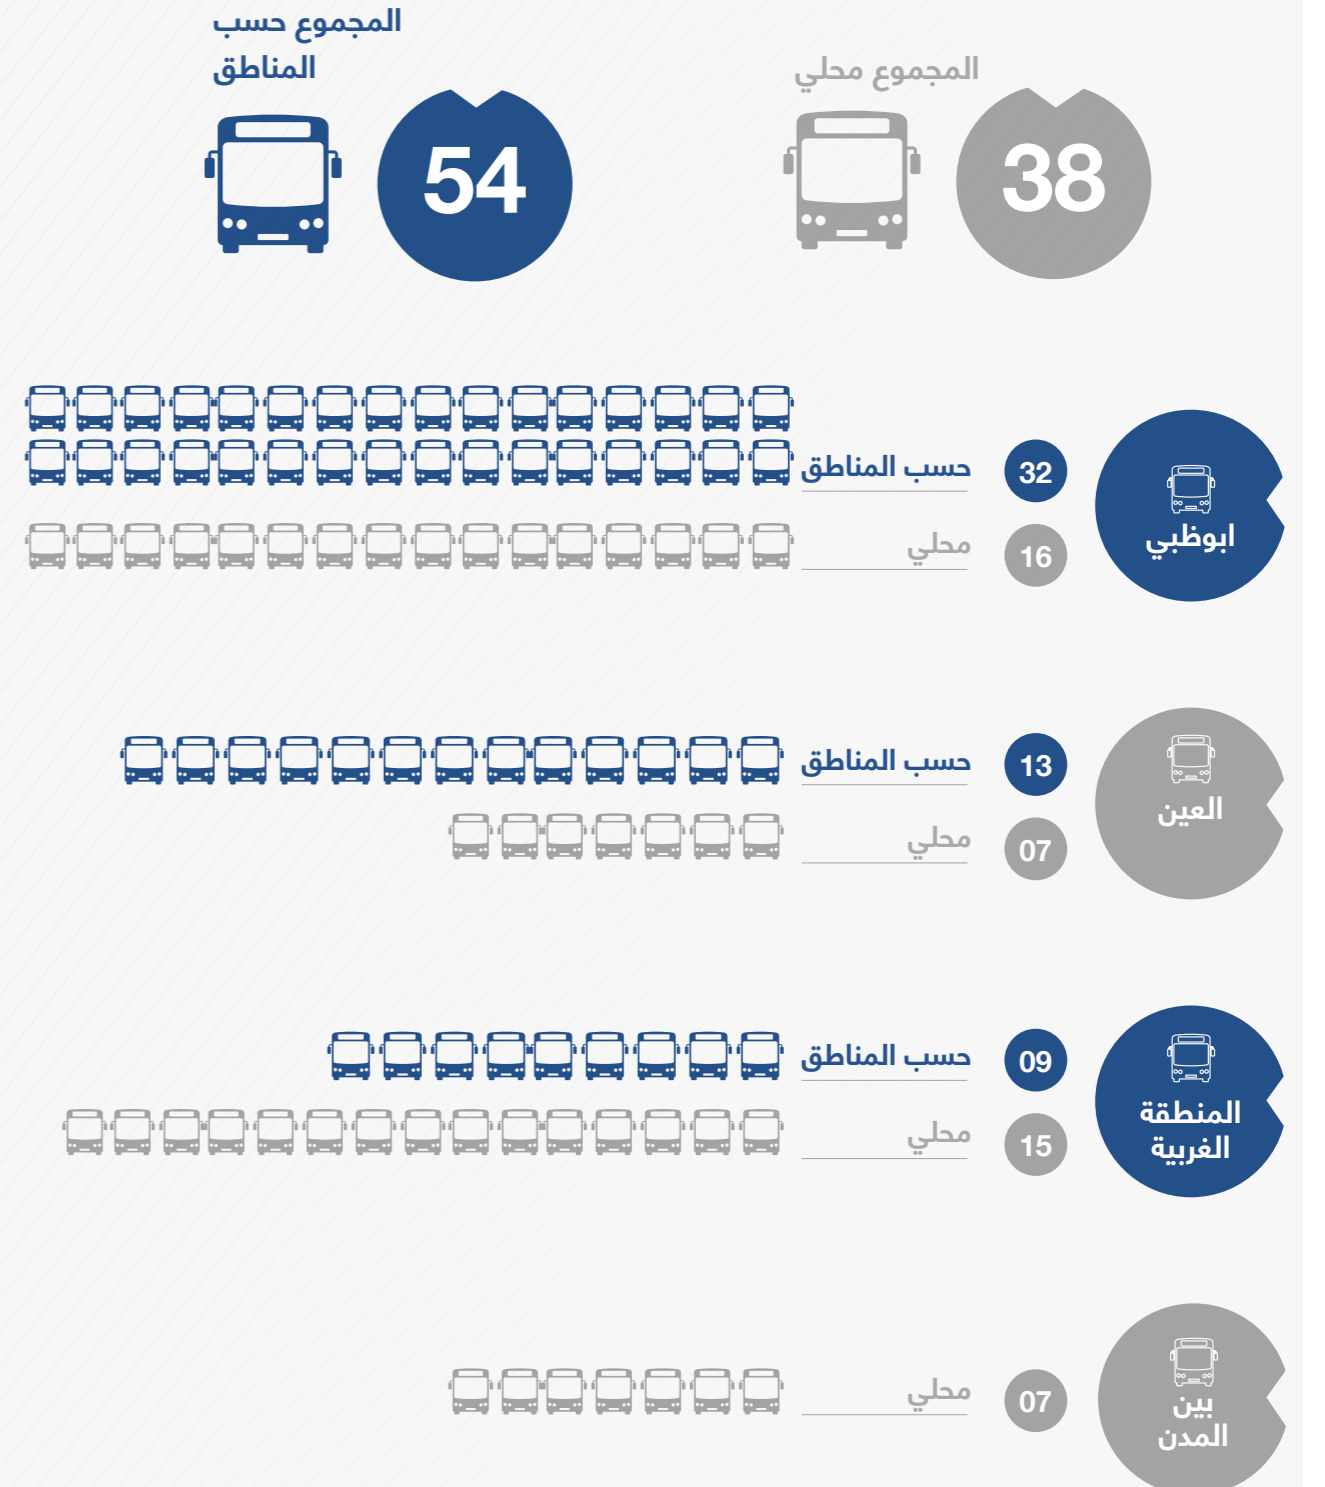 المجموع محلي
38
المجموع حسب
المناطق
54
ابوظبي
32
حسب المناطق
16
محلي
العين
13
حسب المناطق
07
محلي
المنطقة
الغربية
09
حسب المناطق
15
محلي
بين
المدن
07
محلي